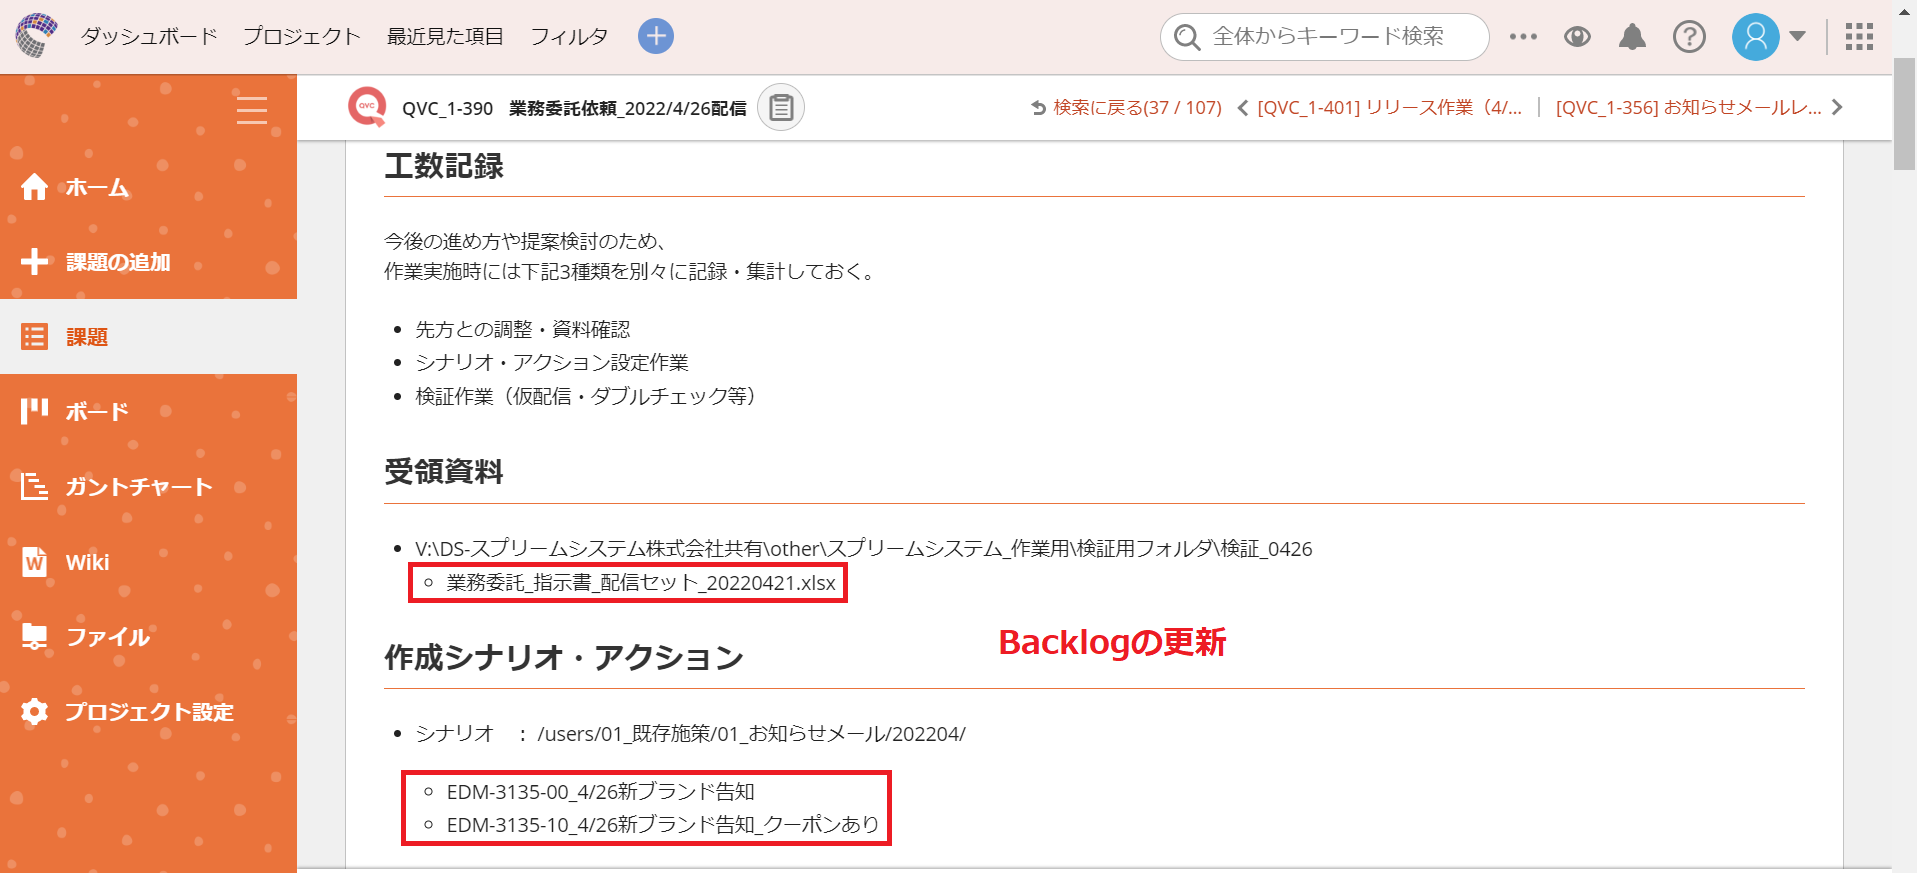 ダッシュボード プロジェクト 最近見た項目 フィルタ 全体からキーワード検索
QVC QVC_1-390 業務委託依頼_2022/4/26配信 検索に戻る(37 / 107) [QVC_1-401] リリース作業（4/... [QVC_1-356] お知らせメールレ...
ホーム
課題の追加
課題
ボード
ガントチャート
Wiki
ファイル
プロジェクト設定
工数記録
今後の進め方や提案検討のため、
作業実施時には下記3種類を別々に記録・集計しておく。
• 先方との調整・資料確認
• シナリオ・アクション設定作業
• 検証作業（仮配信・ダブルチェック等）
受領資料
• V:\DS-スプリームシステム株式会社共有\other\スプリームシステム_作業用\検証用フォルダ\検証_0426
◦ 業務委託_指示書_配信セット_20220421.xlsx
Backlogの更新
作成シナリオ・アクション
• シナリオ ：/users/01_既存施策/01_お知らせメール/202204/
◦ EDM-3135-00_4/26新ブランド告知
◦ EDM-3135-10_4/26新ブランド告知_クーポンあり